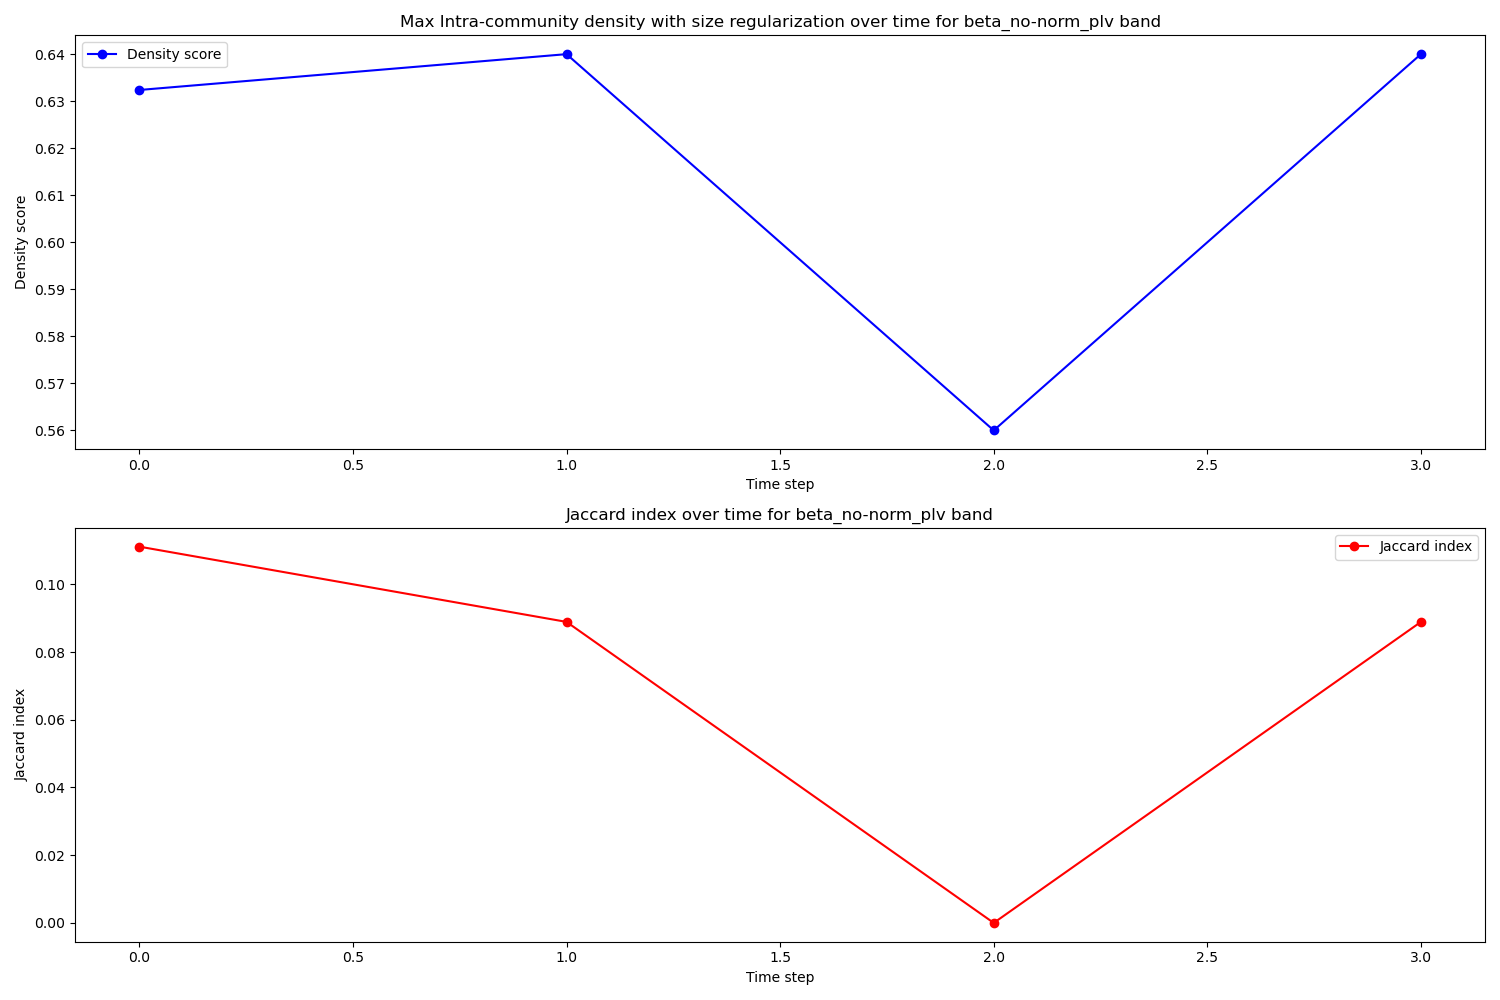 Max Intra-community density with size regularization over time for beta_no-norm_plv band
Density score
0.64
0.63
0.62
0.61
0.60
0.59
0.58
0.57
0.56
Density score
0.0 0.5 1.0 1.5 2.0 2.5 3.0
Time step
Jaccard index over time for beta_no-norm_plv band
Jaccard index
0.10
0.08
0.06
0.04
0.02
0.00
Jaccard index
0.0 0.5 1.0 1.5 2.0 2.5 3.0
Time step